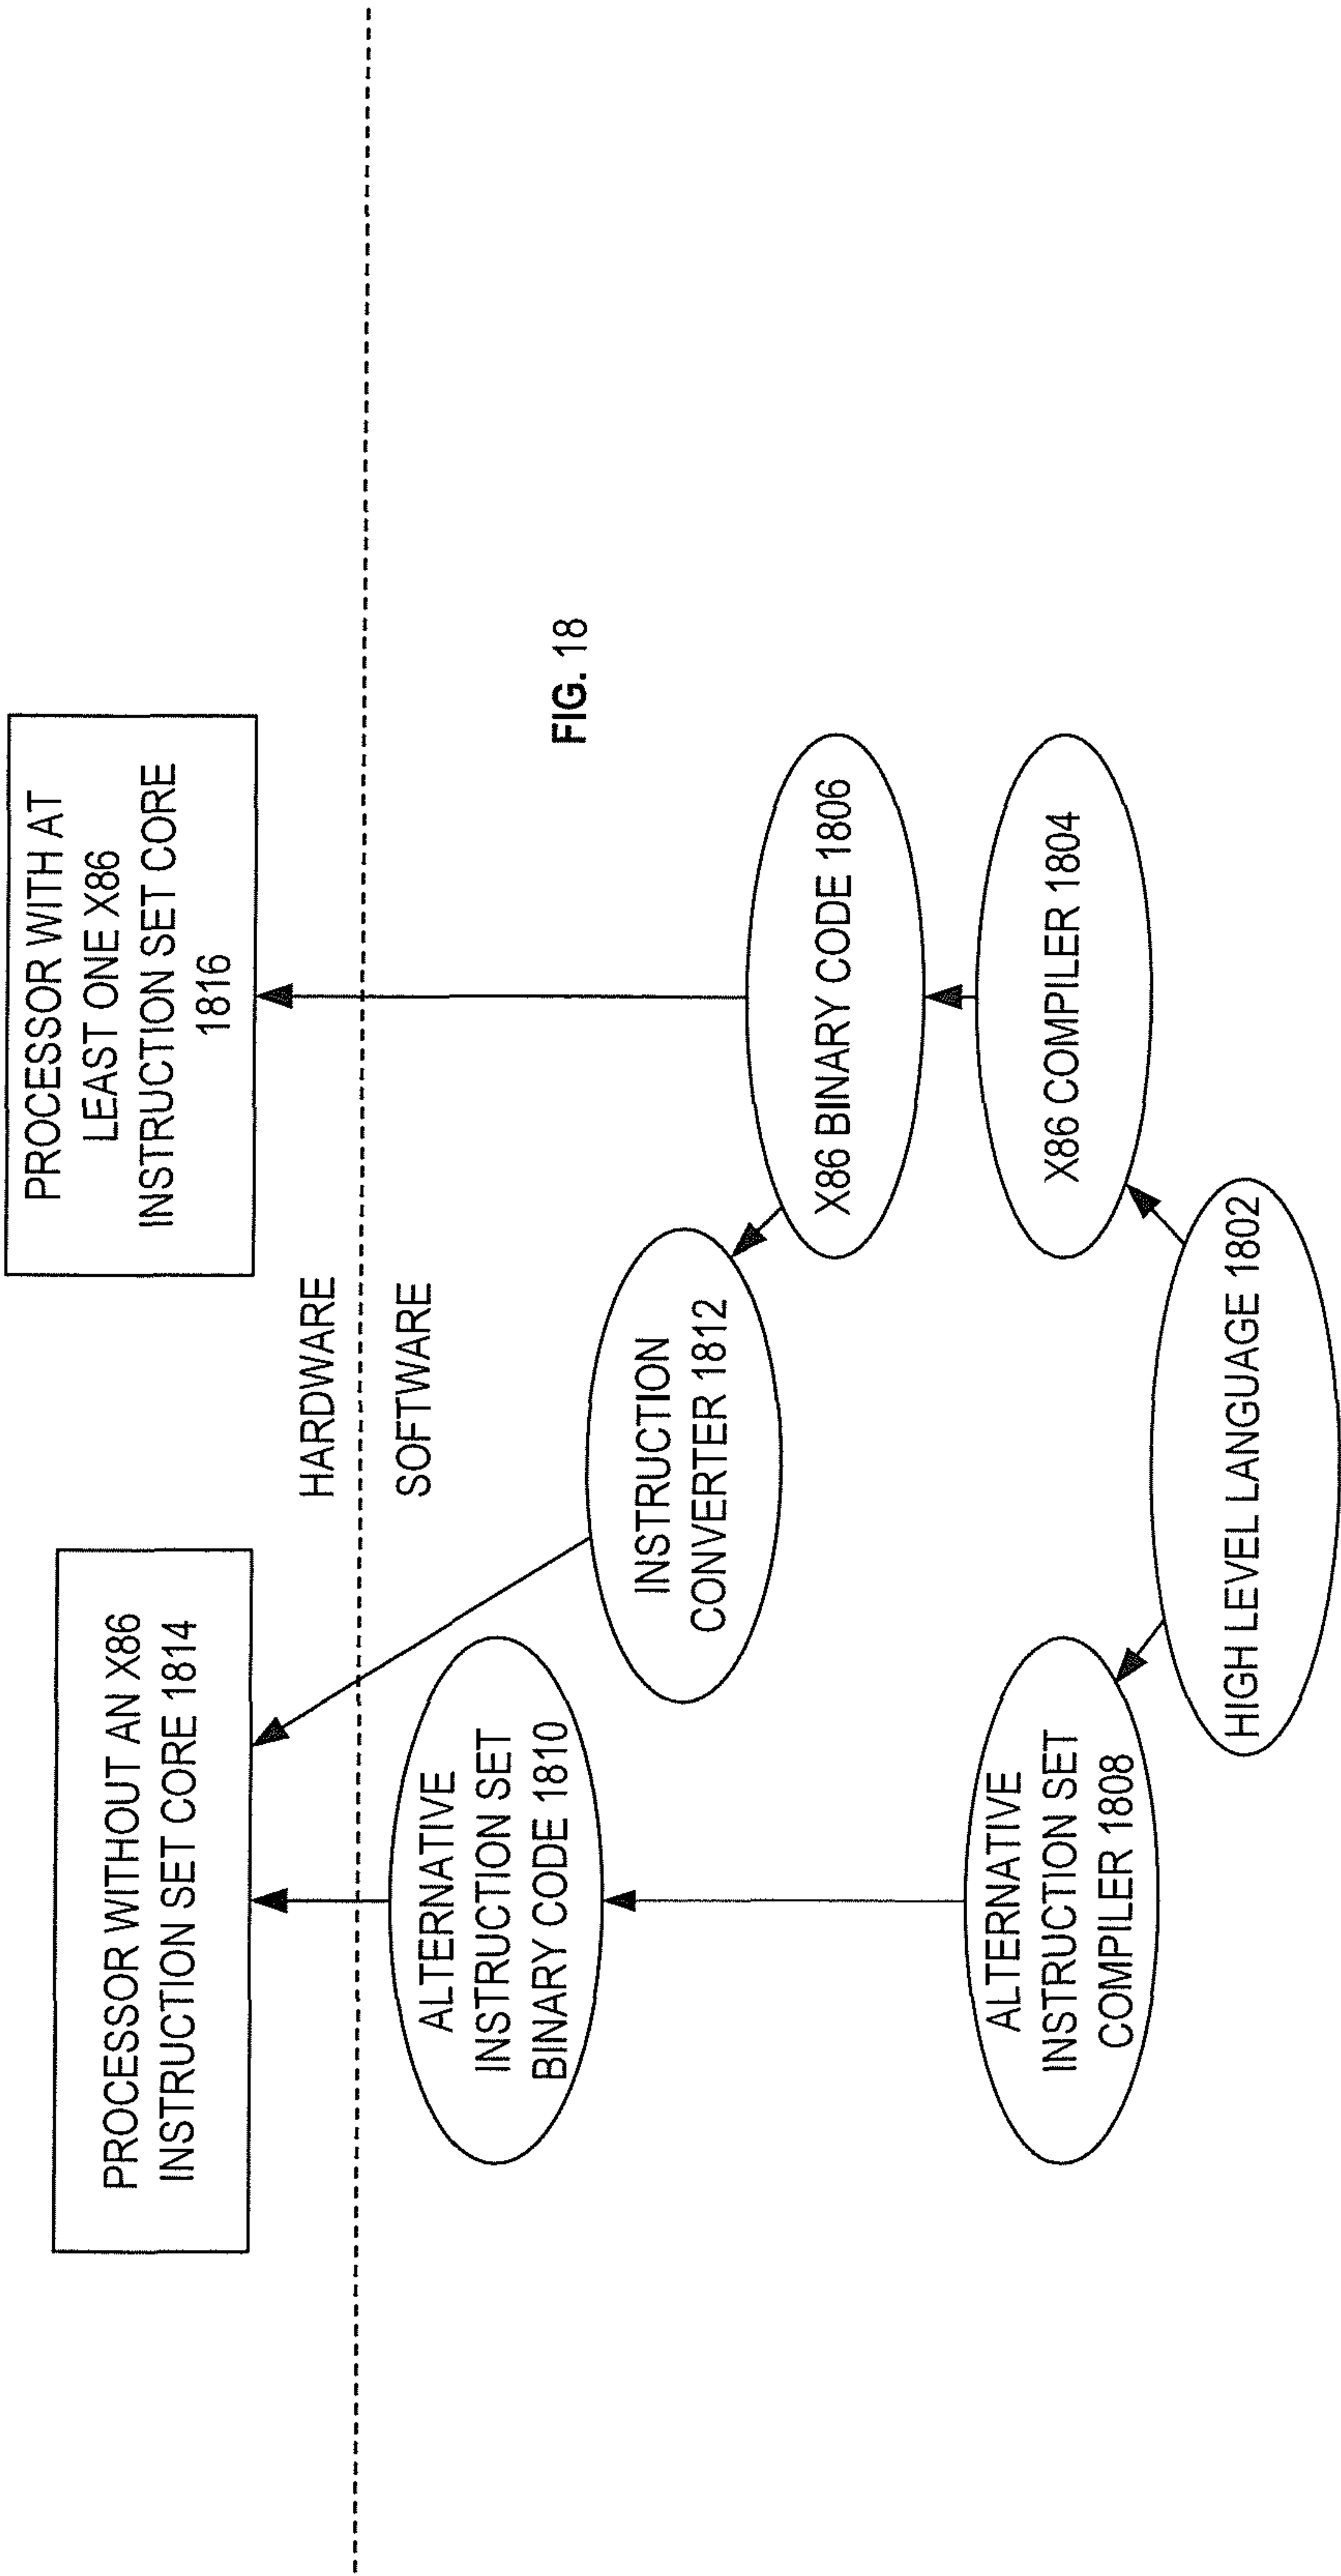 PROCESSOR WITHOUT AN X86
INSTRUCTION SET CORE 1814
PROCESSOR WITH AT
LEAST ONE X86
INSTRUCTION SET CORE
1816
HARDWARE
SOFTWARE
ALTERNATIVE
INSTRUCTION SET
BINARY CODE 1810
INSTRUCTION
CONVERTER 1812
FIG. 18
X86 BINARY CODE 1806
ALTERNATIVE
INSTRUCTION SET
COMPILER 1808
X86 COMPILER 1804
HIGH LEVEL LANGUAGE 1802